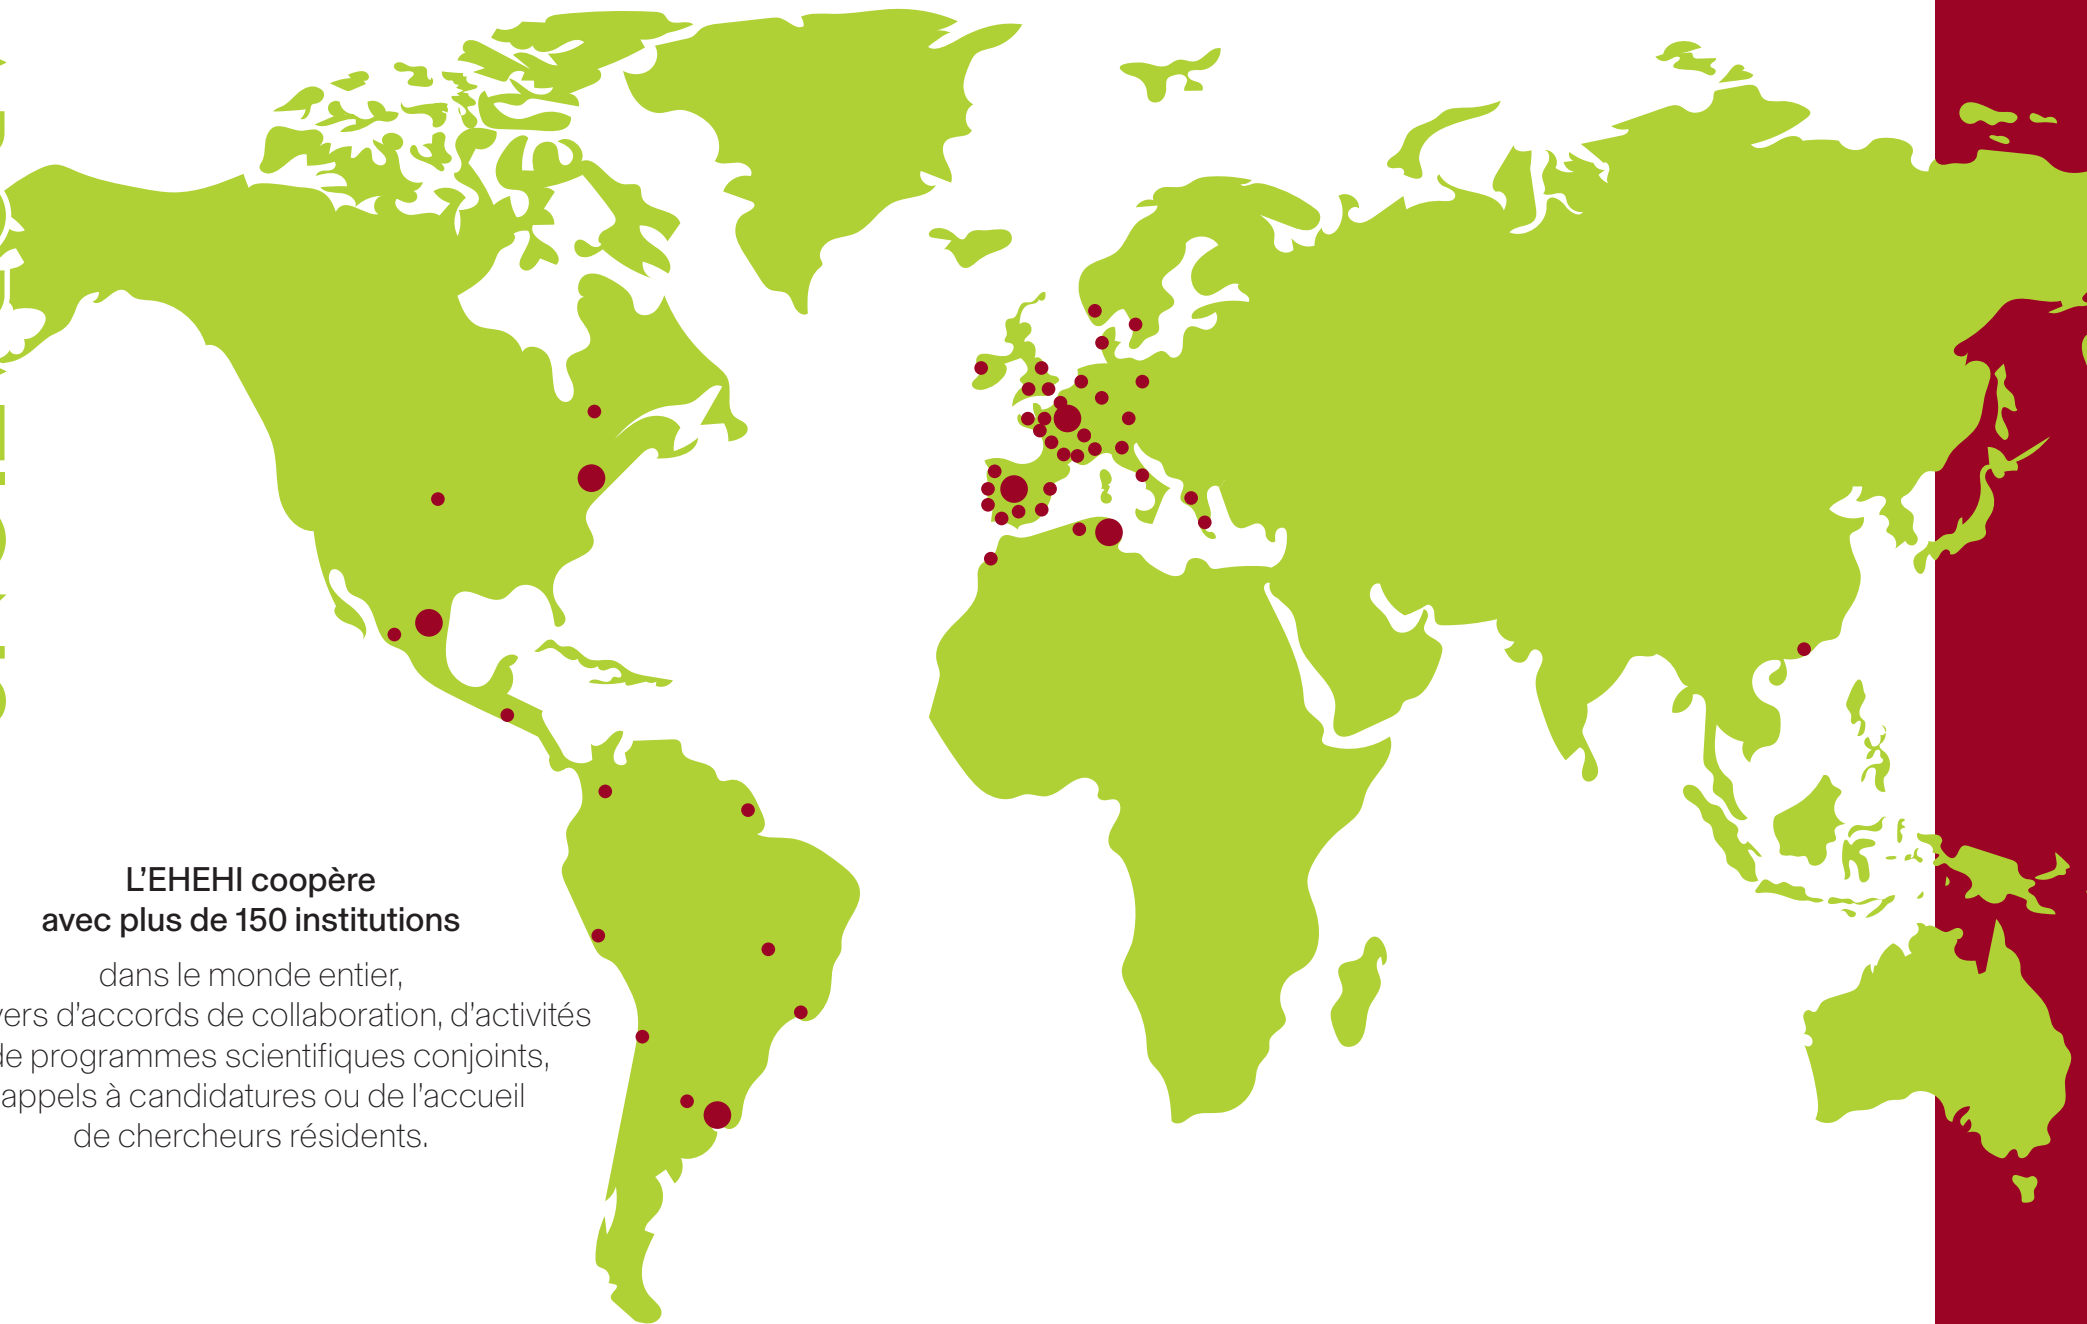 L'EHEHI coopère
avec plus de 150 institutions
dans le monde entier,
d'accords de collaboration, d'activités
programmes scientifiques conjoints,
appels à candidatures ou de l'accueil
de chercheurs résidents.